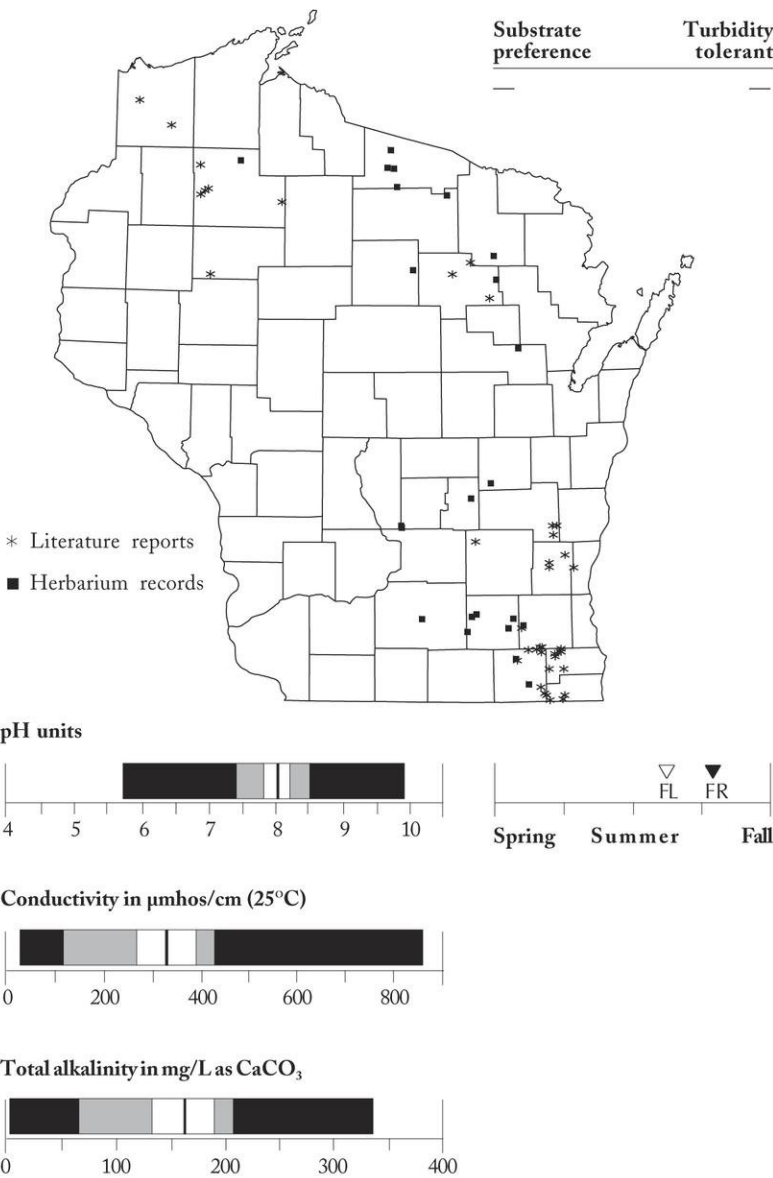 Substrate Turbidity
preference tolerant
— —
* Literature reports
■ Herbarium records
pH units
4 5 6 7 8 9 10
FL FR
Spring Summer Fall
Conductivity in µmhos/cm (25°C)
0 200 400 600 800
Total alkalinity in mg/L as CaCO₃
0 100 200 300 400